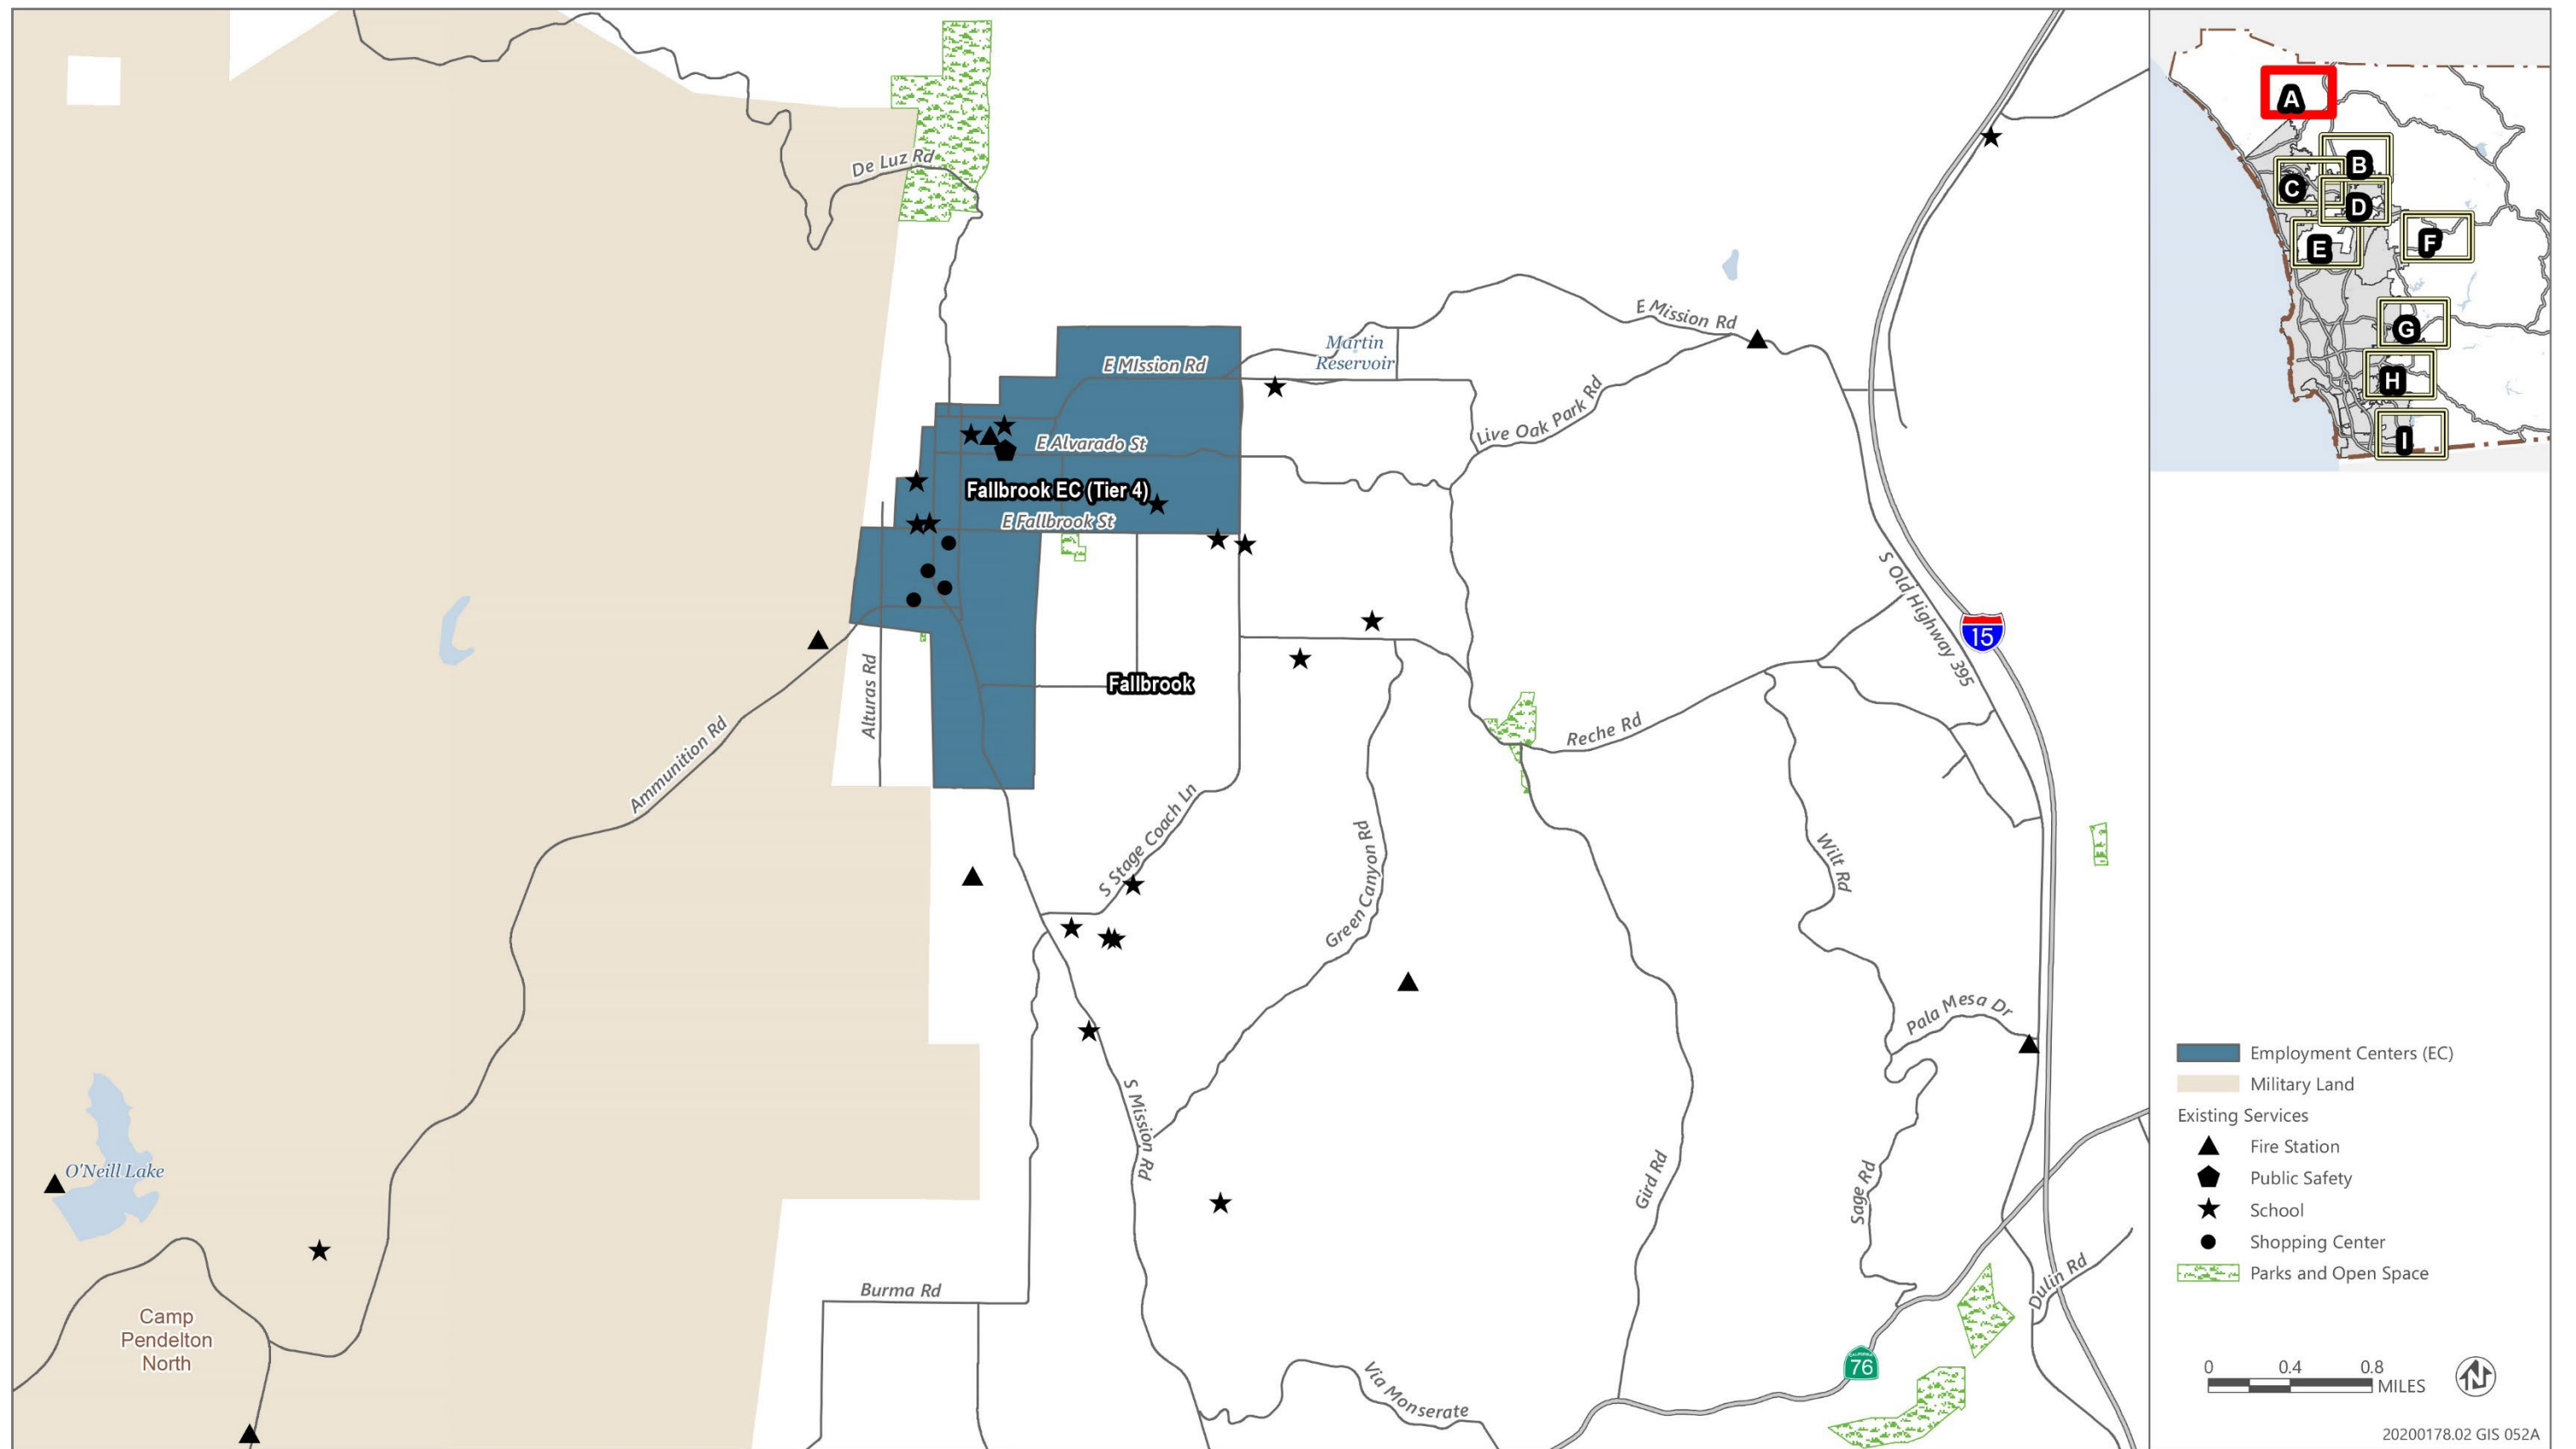 De Luz Rd
E Mission Rd
Martin
Reservoir
E MIssion Rd
Live Oak Park Rd
E Alvarado St
Fallbrook EC (Tier 4)
E Fallbrook St
S Old Highway 395
15
Alturas Rd
Fallbrook
Ammunition Rd
Reche Rd
S Stage Coach Ln
Green Canyon Rd
Wilt Rd
Pala Mesa Dr
S Mission Rd
O'Neill Lake
Gird Rd
Sage Rd
Dulin Rd
Burma Rd
Camp
Pendelton
North
CALIFORNIA
76
Via Monserate
A
B
C
D
E
F
G
H
I
Employment Centers (EC)
Military Land
Existing Services
Fire Station
Public Safety
School
Shopping Center
Parks and Open Space
0 0.4 0.8
MILES
N
20200178.02 GIS 052A